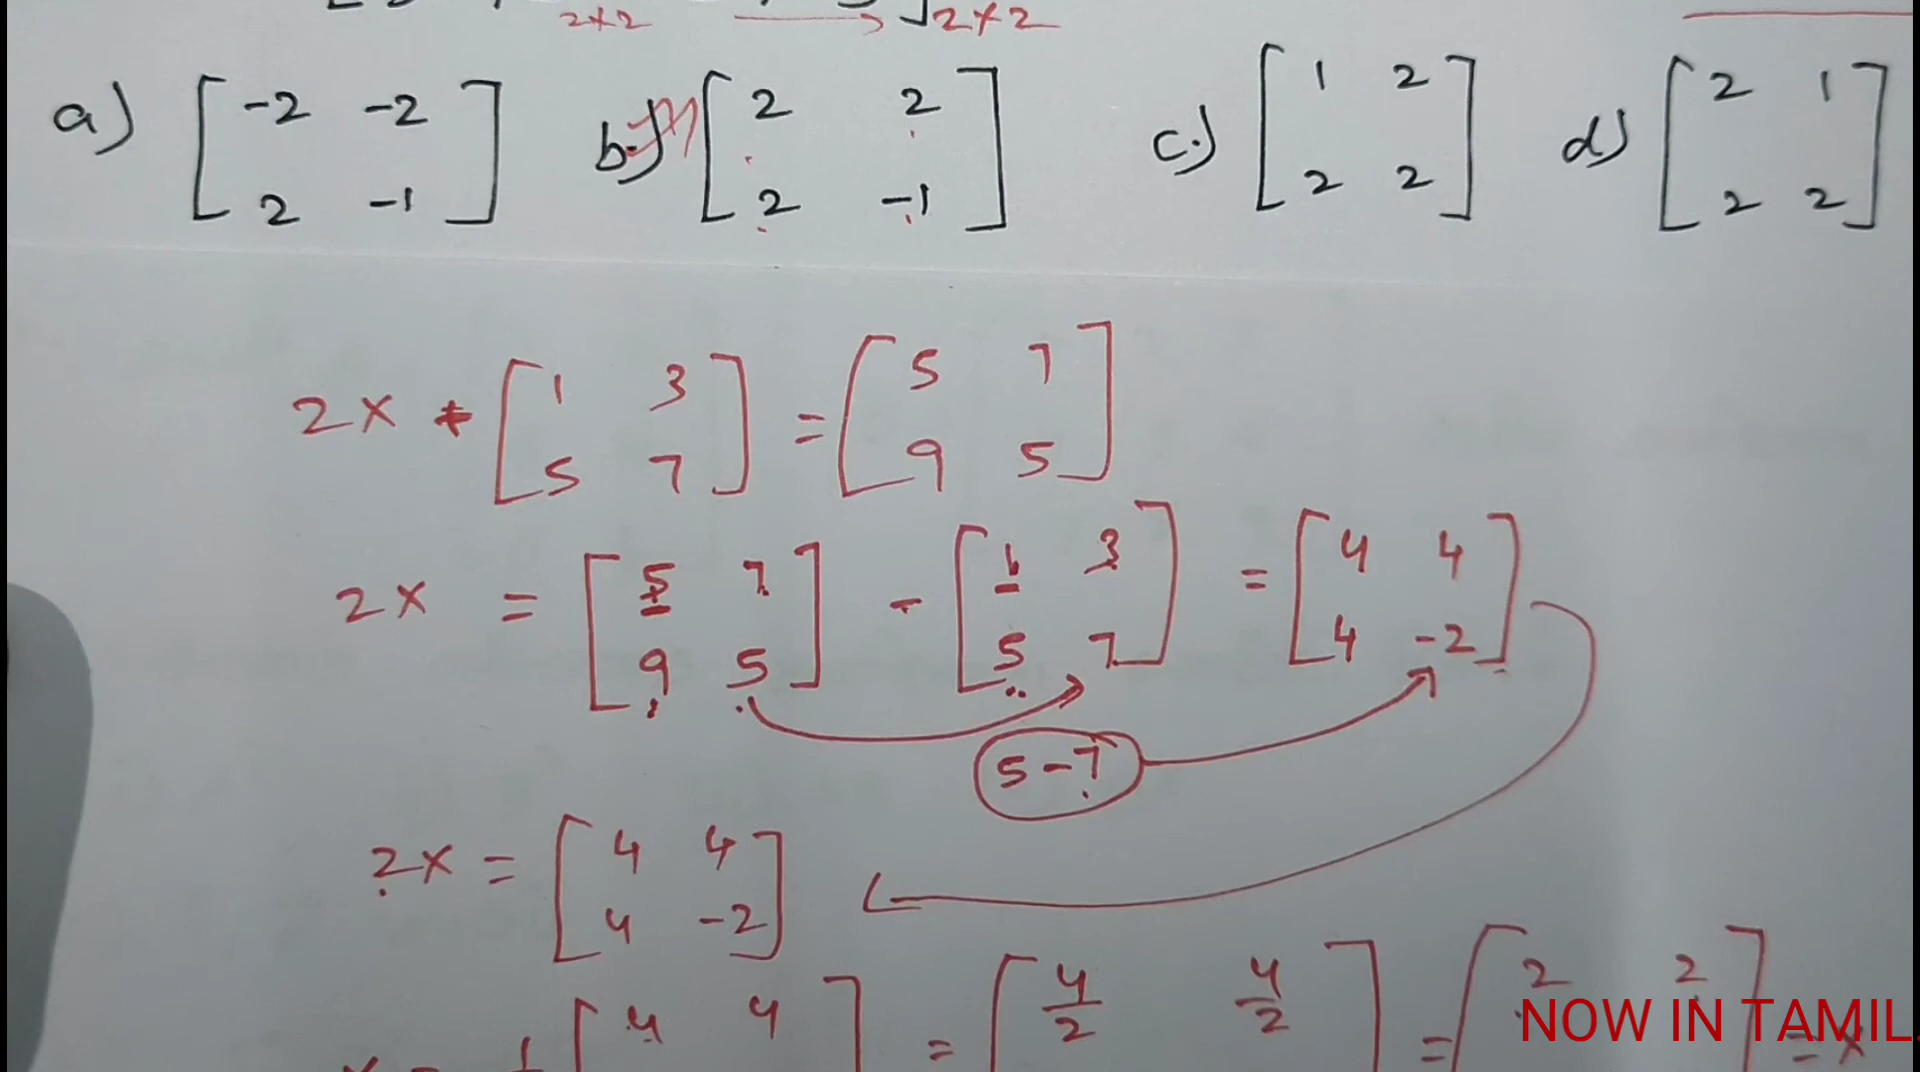 2×2 2×2
a) [ -2 -2 b) [ 2 2 c.) [ 1 2 d) [ 2 1
2 -1 ] 2 -1 ] 2 2 ] 2 2 ]
2x + [ 1 3 ] = [ 5 7 ]
5 7 9 5
2x = [ 5 7 ] - [ 1 3 ] = [ 4 4 ]
9 5 5 7 4 -2
5-7
2x = [ 4 4 ]
4 -2
[ 4 4 ] = [ 4/2 4/2 ] = [ 2 2 ] = x
NOW IN TAMIL